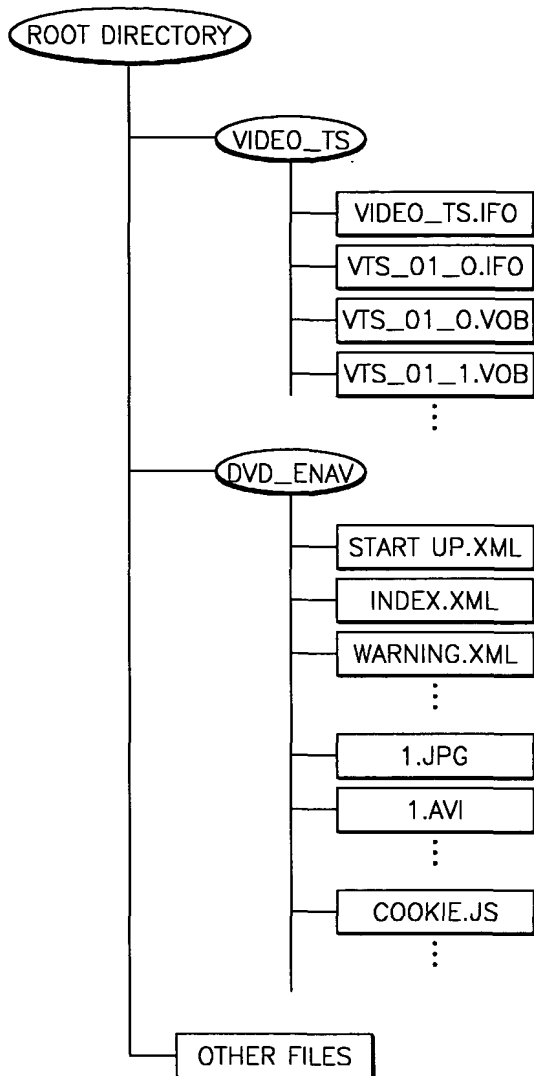 ROOT DIRECTORY
VIDEO_TS
VIDEO_TS.IFO
VTS_01_0.IFO
VTS_01_0.VOB
VTS_01_1.VOB
DVD_ENAV
START UP.XML
INDEX.XML
WARNING.XML
1.JPG
1.AVI
COOKIE.JS
OTHER FILES